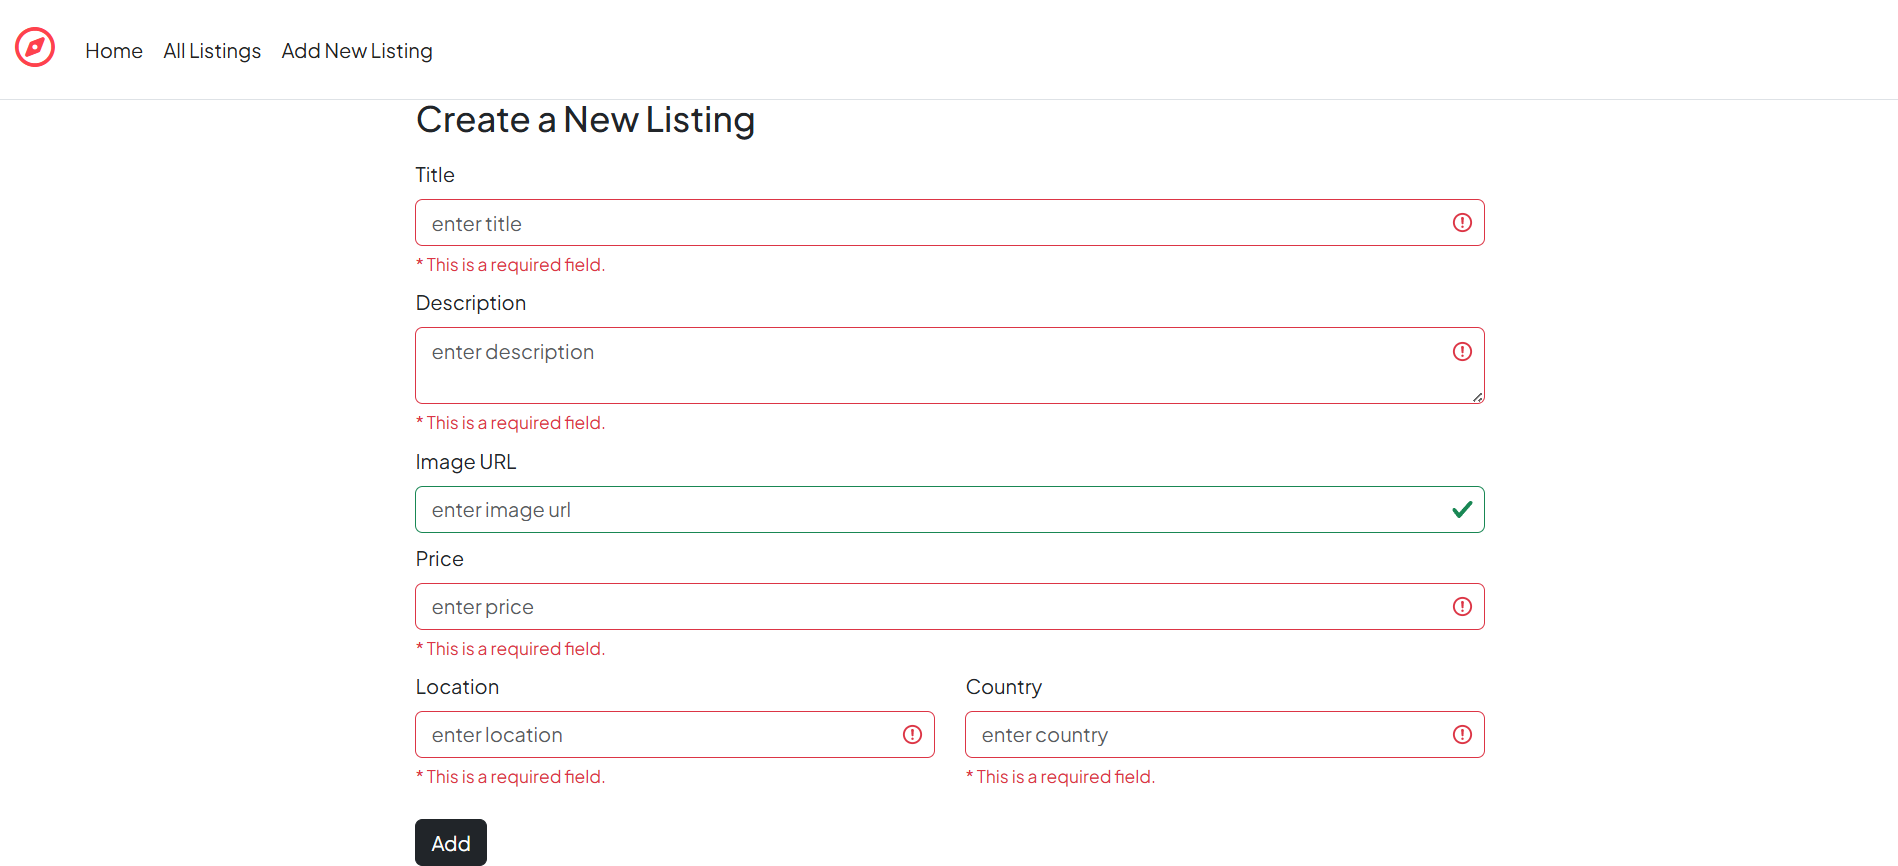 Home All Listings Add New Listing
Create a New Listing
Title
enter title
* This is a required field.
Description
enter description
* This is a required field.
Image URL
enter image url
Price
enter price
* This is a required field.
Location Country
enter location enter country
* This is a required field. * This is a required field.
Add